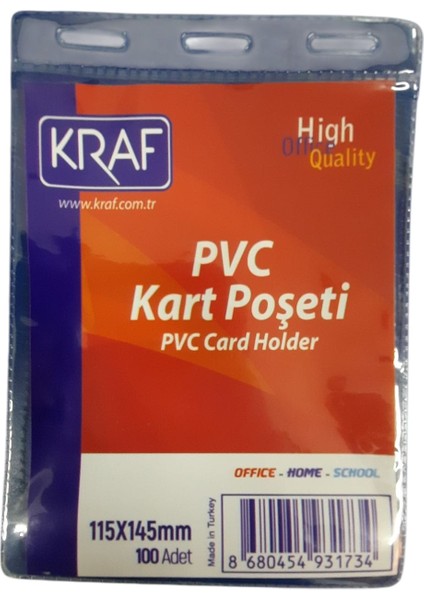 KRAF
www.kraf.com.tr
High
Office
Quality
PVC
Kart Poşeti
PVC Card Holder
OFFICE - HOME - SCHOOL
115X145mm
100 Adet
Made in Turkey
8 680454 931734